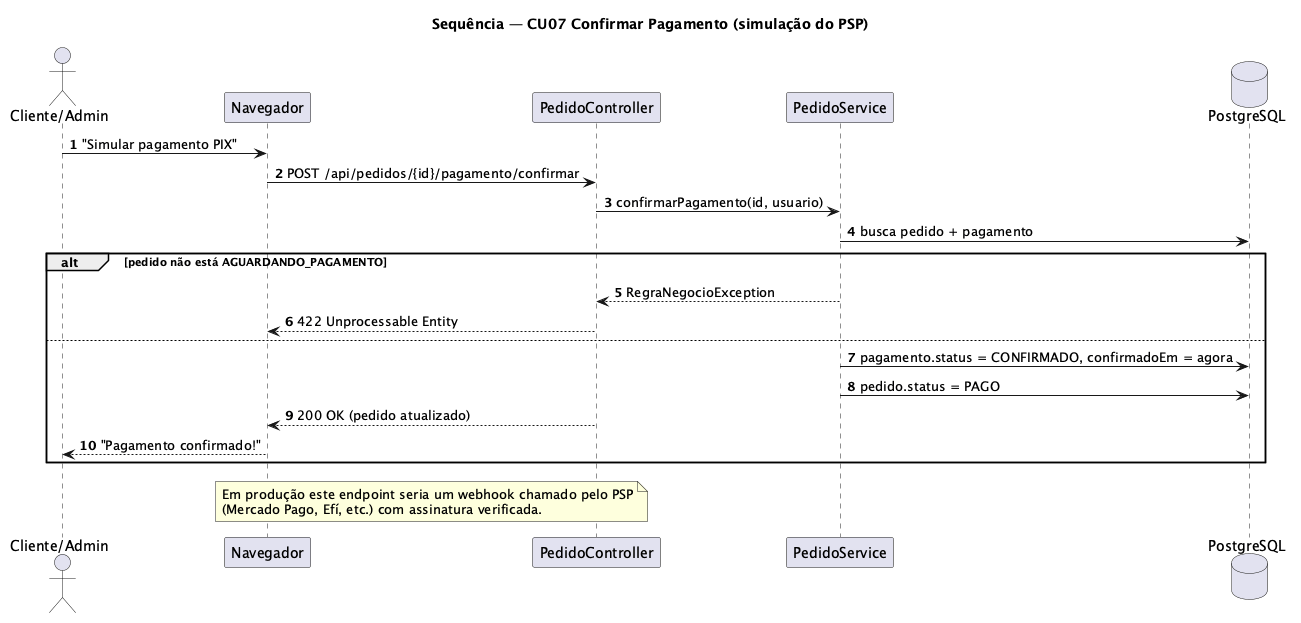 Sequência — CU07 Confirmar Pagamento (simulação do PSP)
Cliente/Admin
Navegador
PedidoController
PedidoService
PostgreSQL
1 "Simular pagamento PIX"
2 POST /api/pedidos/{id}/pagamento/confirmar
3 confirmarPagamento(id, usuario)
4 busca pedido + pagamento
alt [pedido não está AGUARDANDO_PAGAMENTO]
5 RegraNegocioException
6 422 Unprocessable Entity
7 pagamento.status = CONFIRMADO, confirmadoEm = agora
8 pedido.status = PAGO
9 200 OK (pedido atualizado)
10 "Pagamento confirmado!"
Em produção este endpoint seria um webhook chamado pelo PSP
(Mercado Pago, Efí, etc.) com assinatura verificada.
Cliente/Admin
Navegador
PedidoController
PedidoService
PostgreSQL